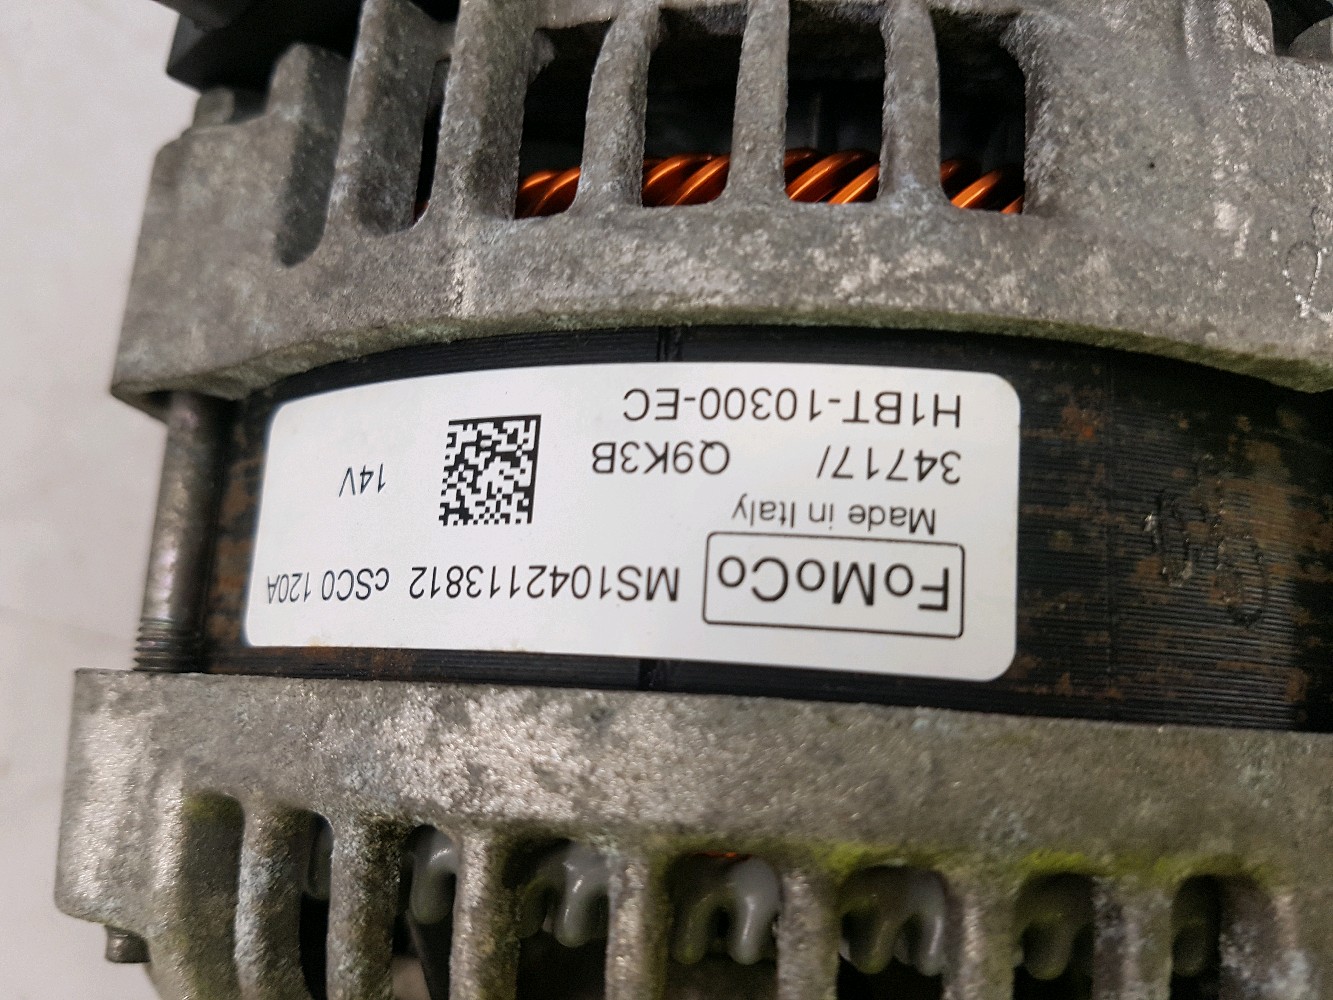 FoMoCo MS1042113812 cSC0 120A
Made in Italy
34717/ Q9K3B 14V
H1BT-10300-EC